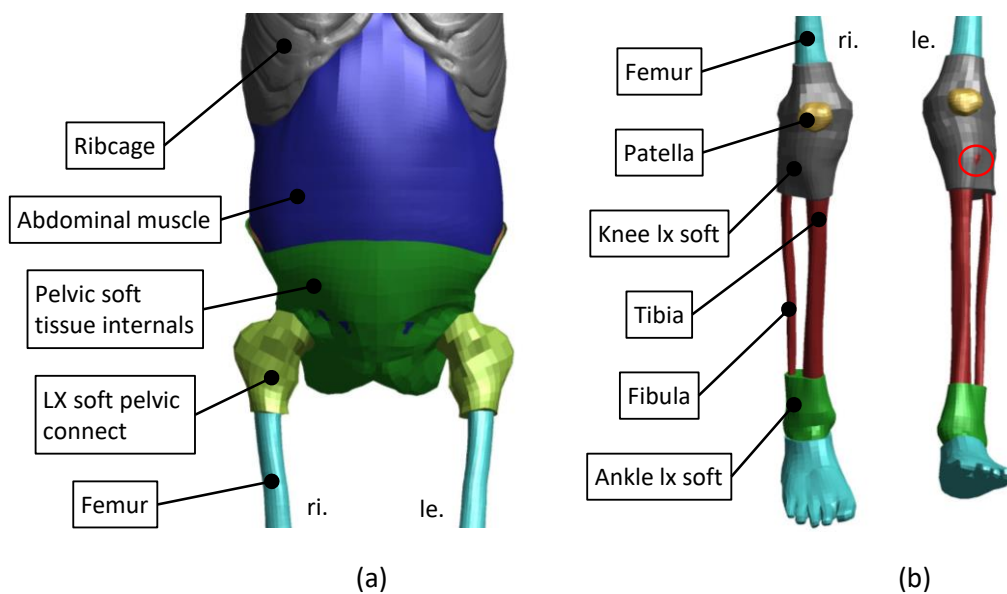 Ribcage
Abdominal muscle
Pelvic soft
tissue internals
LX soft pelvic
connect
Femur
ri.
le.
(a)
ri.
le.
Femur
Patella
Knee lx soft
Tibia
Fibula
Ankle lx soft
(b)